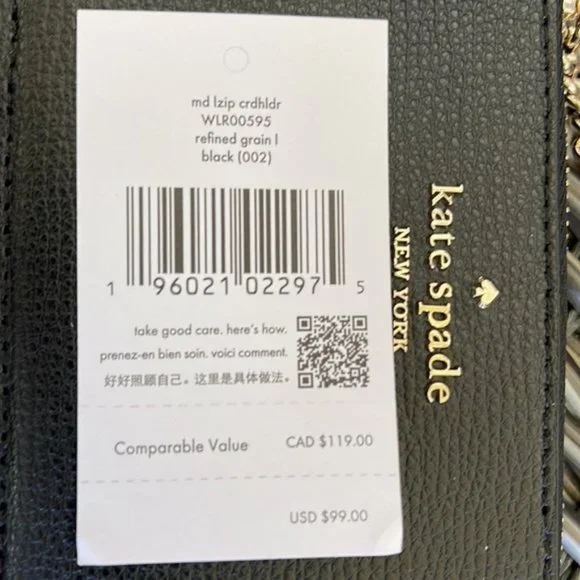 md lzip crdhldr
WLR00595
refined grain l
black (002)
1 96021 02297 5
take good care. here's how.
prenez-en bien soin. voici comment.
好好照顾自己。这里是具体做法。
Comparable Value CAD $119.00
USD $99.00
kate spade
NEW YORK